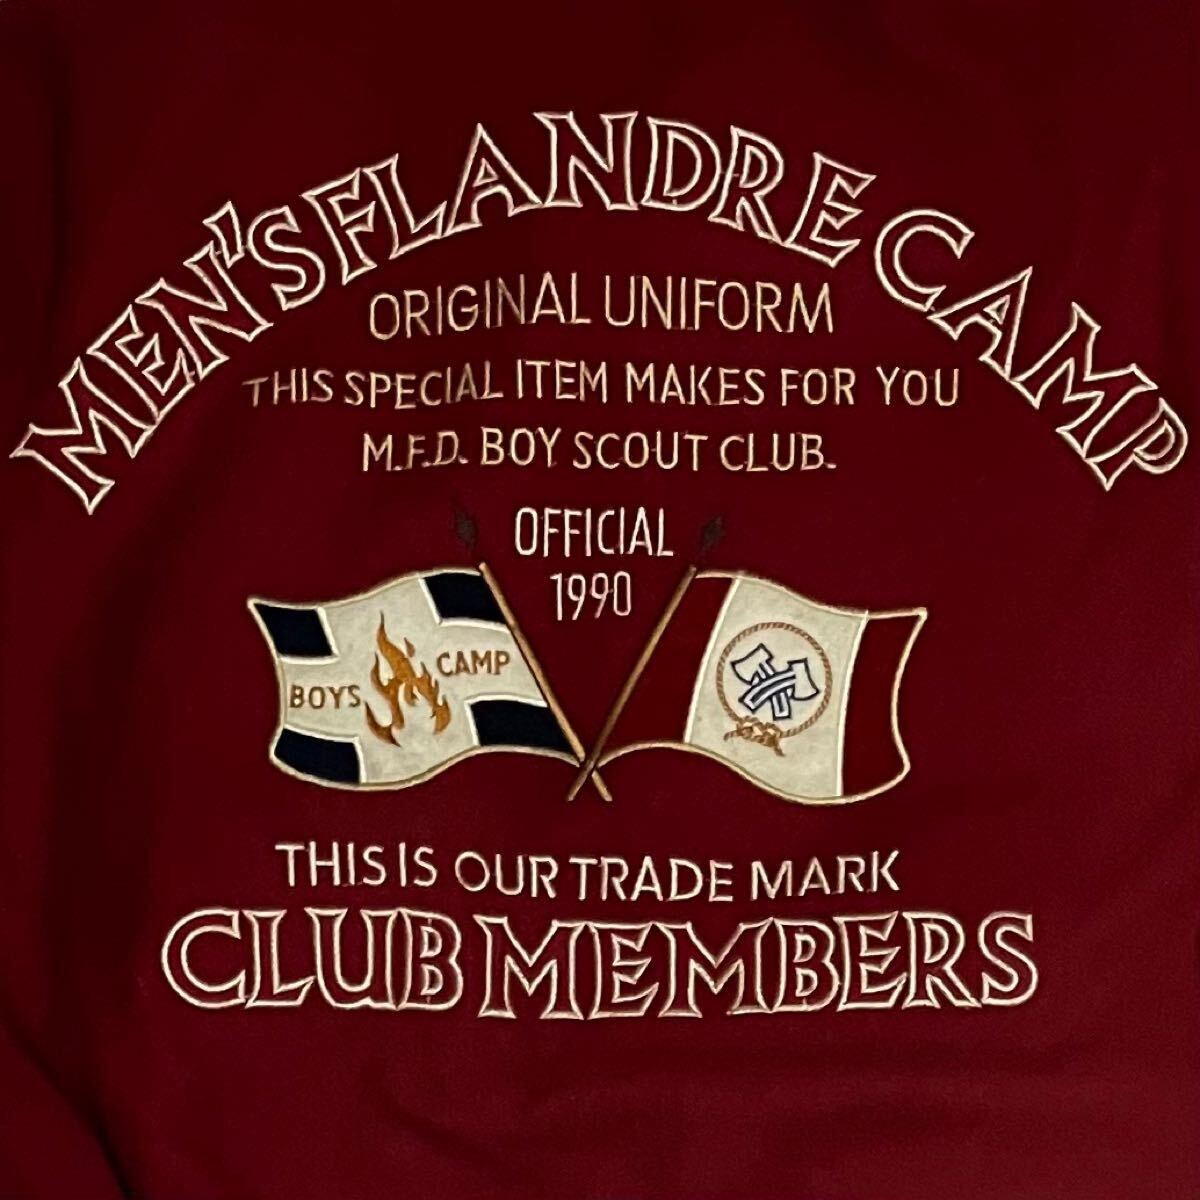 MEN'S FLANDRE CAMP
ORIGINAL UNIFORM
THIS SPECIAL ITEM MAKES FOR YOU
M.F.D. BOY SCOUT CLUB.
OFFICIAL
1990
BOYS CAMP
THIS IS OUR TRADE MARK
CLUB MEMBERS